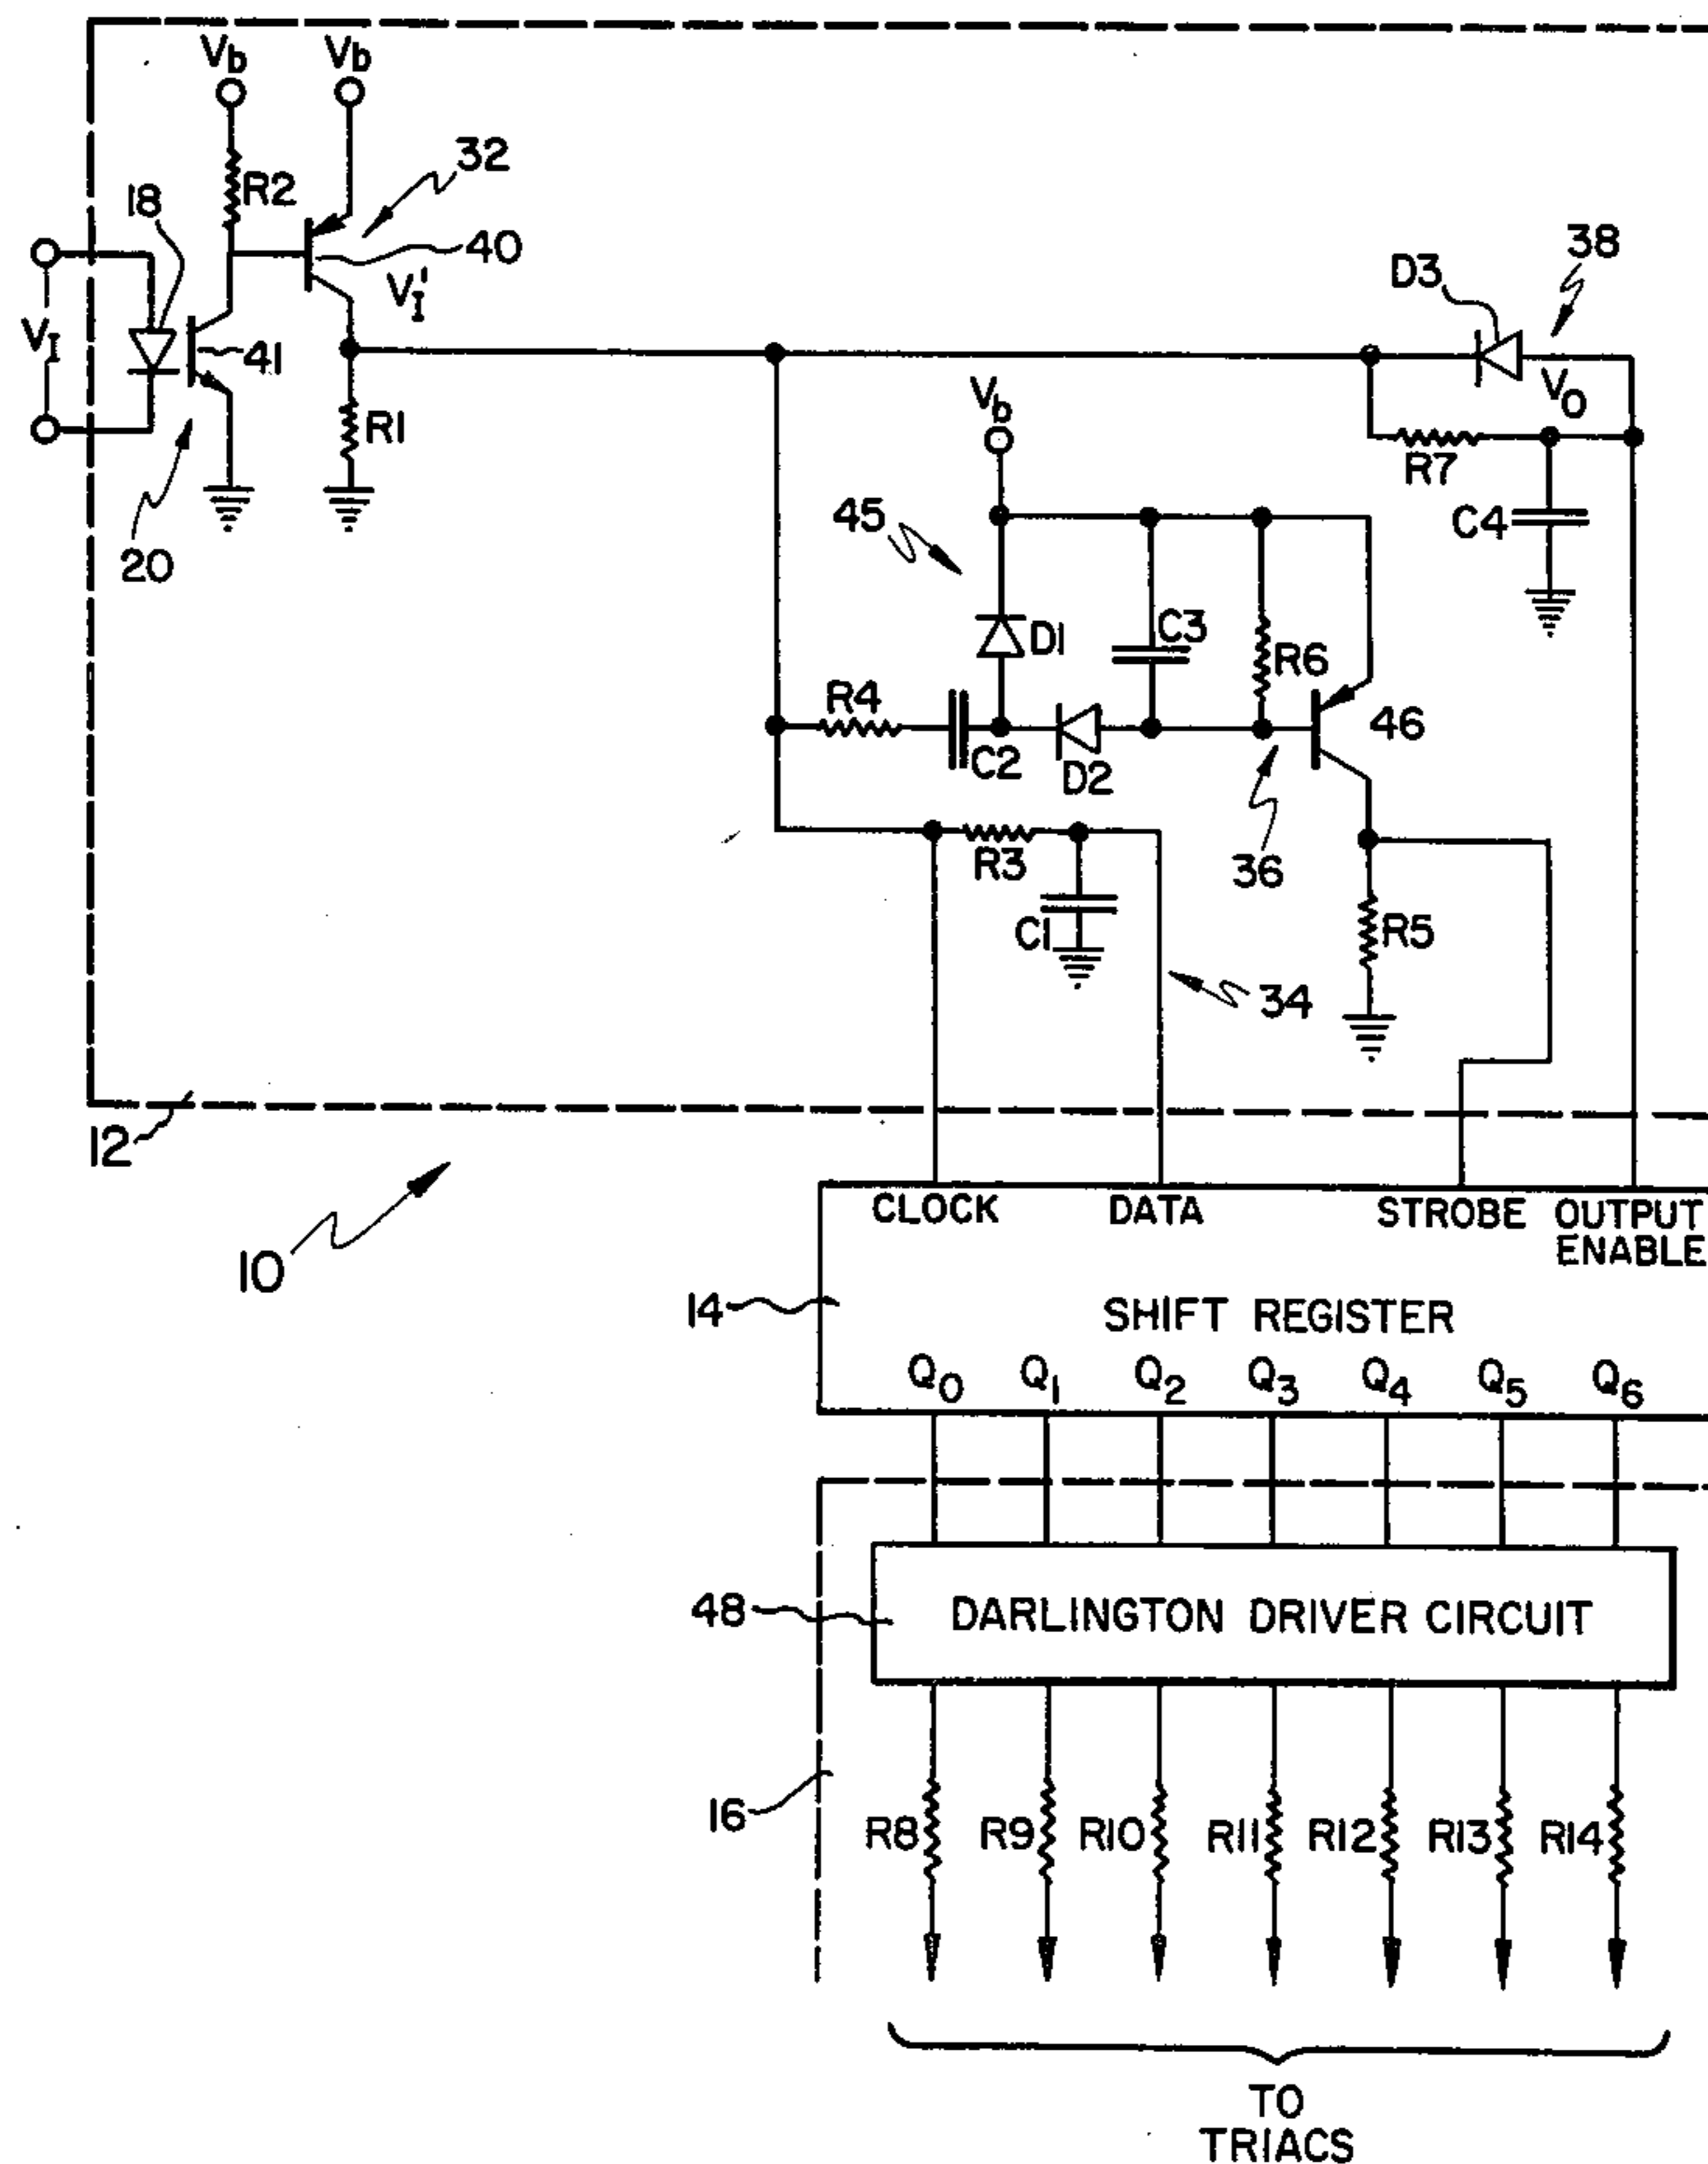 Vb Vb
32
R2
18
40
38
D3
VI'
VI
41
Vb
VO
R1
R7
45
C4
20
C3
D1
R6
R4
46
C2
D2
R3
36
C1
R5
34
12
CLOCK DATA STROBE OUTPUT
ENABLE
10
14
SHIFT REGISTER
Q0 Q1 Q2 Q3 Q4 Q5 Q6
48
DARLINGTON DRIVER CIRCUIT
16
R8 R9 R10 R11 R12 R13 R14
TO
TRIACS